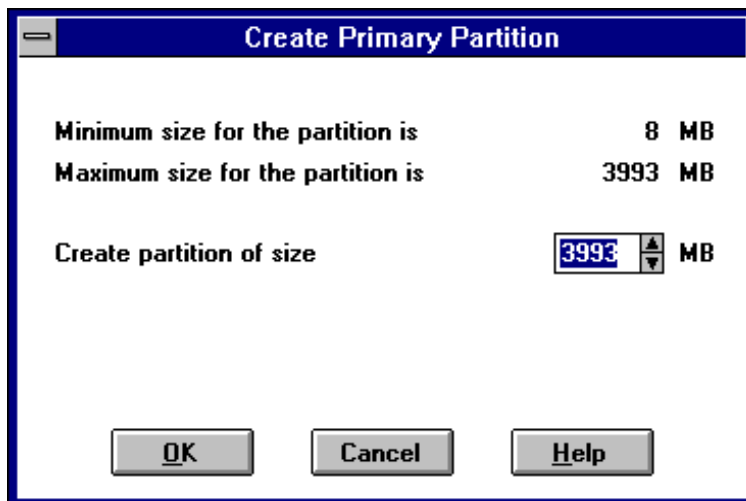 Create Primary Partition
Minimum size for the partition is 8 MB
Maximum size for the partition is 3993 MB
Create partition of size 3993 MB
OK Cancel Help